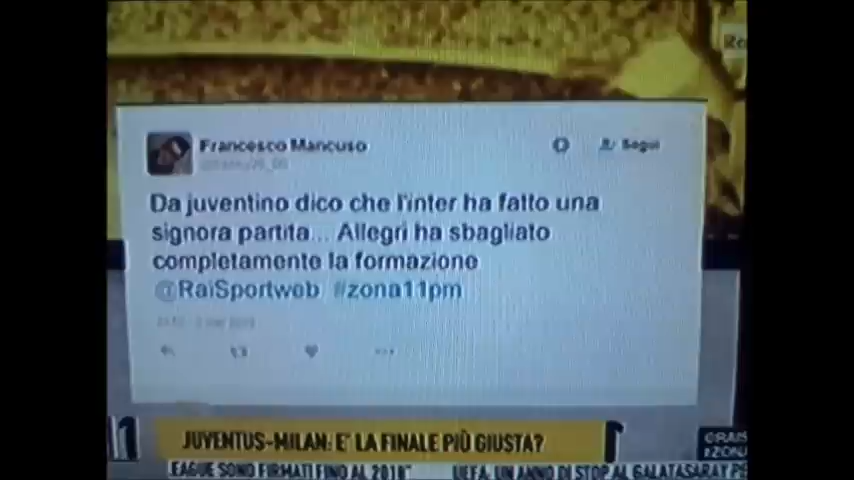 Francesco Mancuso
Segui
Da juventino dico che l'inter ha fatto una
signora partita... Allegri ha sbagliato
completamente la formazione
@RaiSportweb #zona11pm
JUVENTUS-MILAN: E' LA FINALE PIÙ GIUSTA?
EAGUE SONO FIRMATI FINO AL 2018" UEFA, UN ANNO DI STOP AL GALATASARAY PE